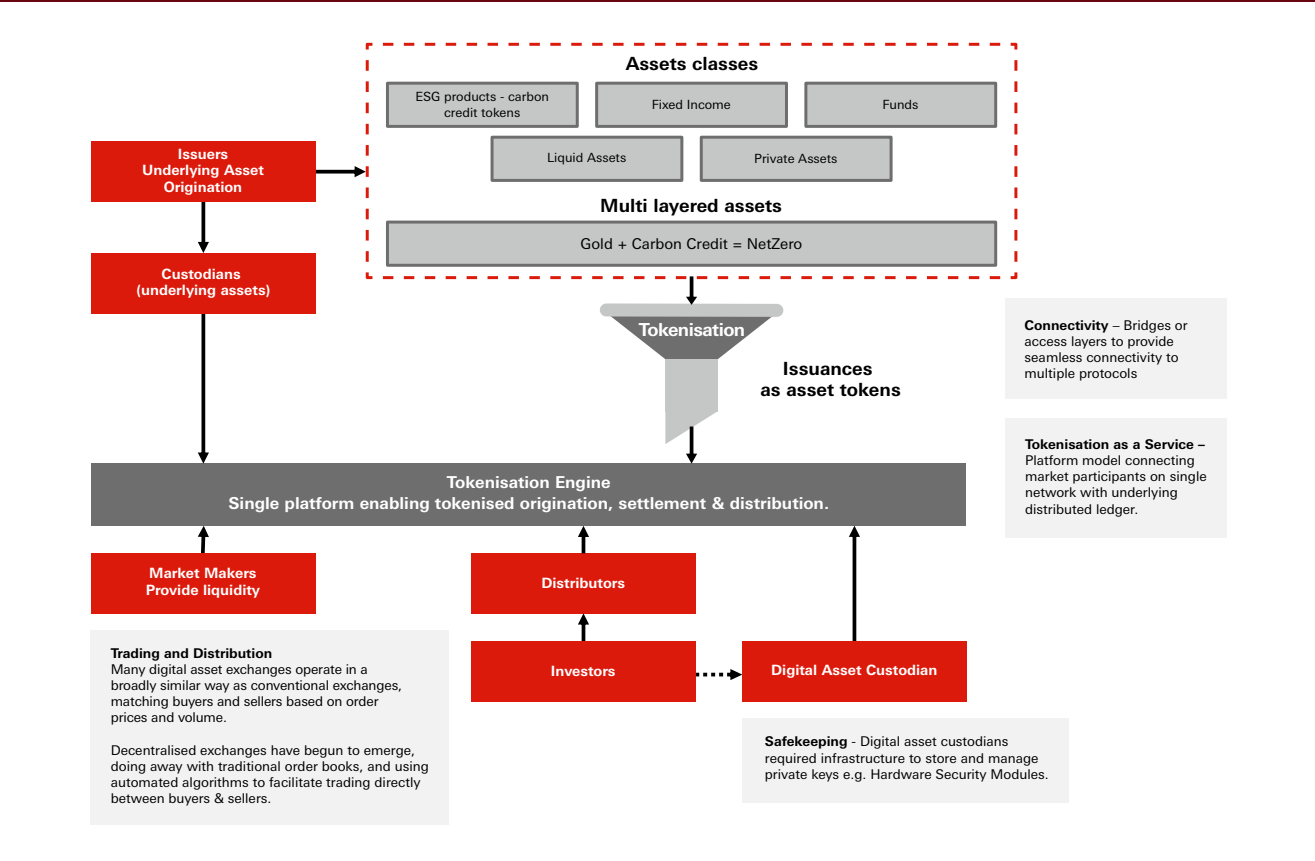 Assets classes
ESG products - carbon
credit tokens
Fixed Income
Funds
Liquid Assets
Private Assets
Multi layered assets
Gold + Carbon Credit = NetZero
Issuers
Underlying Asset
Origination
Custodians
(underlying assets)
Tokenisation
Issuances
as asset tokens
Connectivity – Bridges or
access layers to provide
seamless connectivity to
multiple protocols
Tokenisation as a Service –
Platform model connecting
market participants on single
network with underlying
distributed ledger.
Tokenisation Engine
Single platform enabling tokenised origination, settlement & distribution.
Market Makers
Provide liquidity
Distributors
Investors
Digital Asset Custodian
Trading and Distribution
Many digital asset exchanges operate in a
broadly similar way as conventional exchanges,
matching buyers and sellers based on order
prices and volume.
Decentralised exchanges have begun to emerge,
doing away with traditional order books, and using
automated algorithms to facilitate trading directly
between buyers & sellers.
Safekeeping - Digital asset custodians
required infrastructure to store and manage
private keys e.g. Hardware Security Modules.